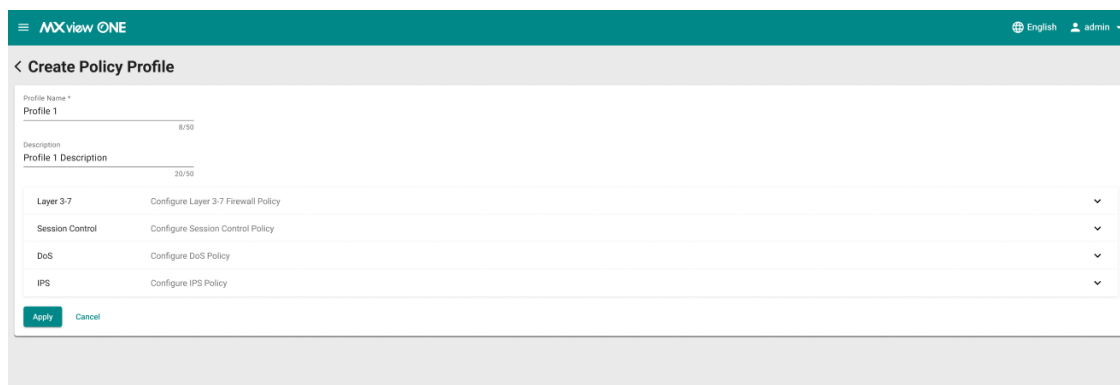 MXview ONE English admin
Create Policy Profile
Profile Name *
Profile 1
8/50
Description
Profile 1 Description
20/50
Layer 3-7 Configure Layer 3-7 Firewall Policy
Session Control Configure Session Control Policy
DoS Configure DoS Policy
IPS Configure IPS Policy
Apply Cancel